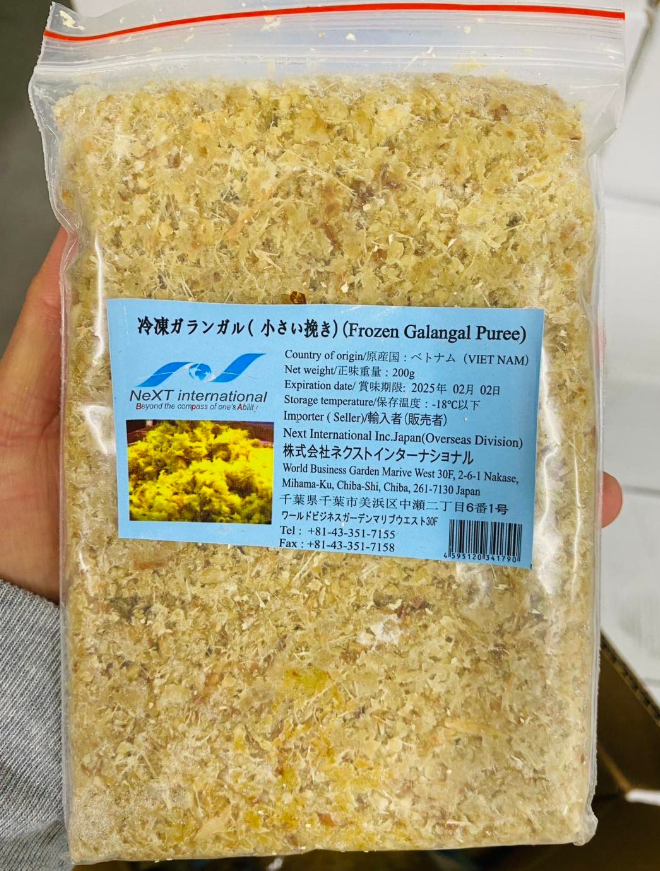 冷凍ガランガル( 小さい挽き) (Frozen Galangal Puree)
NeXT international
Beyond the compass of one's Ability
Country of origin/原産国：ベトナム（VIET NAM）
Net weight/正味重量：200g
Expiration date/ 賞味期限: 2025年 02月 02日
Storage temperature/保存温度：-18℃以下
Importer ( Seller)/輸入者（販売者）
Next International Inc.Japan(Overseas Division)
株式会社ネクストインターナショナル
World Business Garden Marive West 30F, 2-6-1 Nakase,
Mihama-Ku, Chiba-Shi, Chiba, 261-7130 Japan
千葉県千葉市美浜区中瀬二丁目6番1号
ワールドビジネスガーデンマリブウエスト30F
Tel : +81-43-351-7155
Fax : +81-43-351-7158
4595120341790